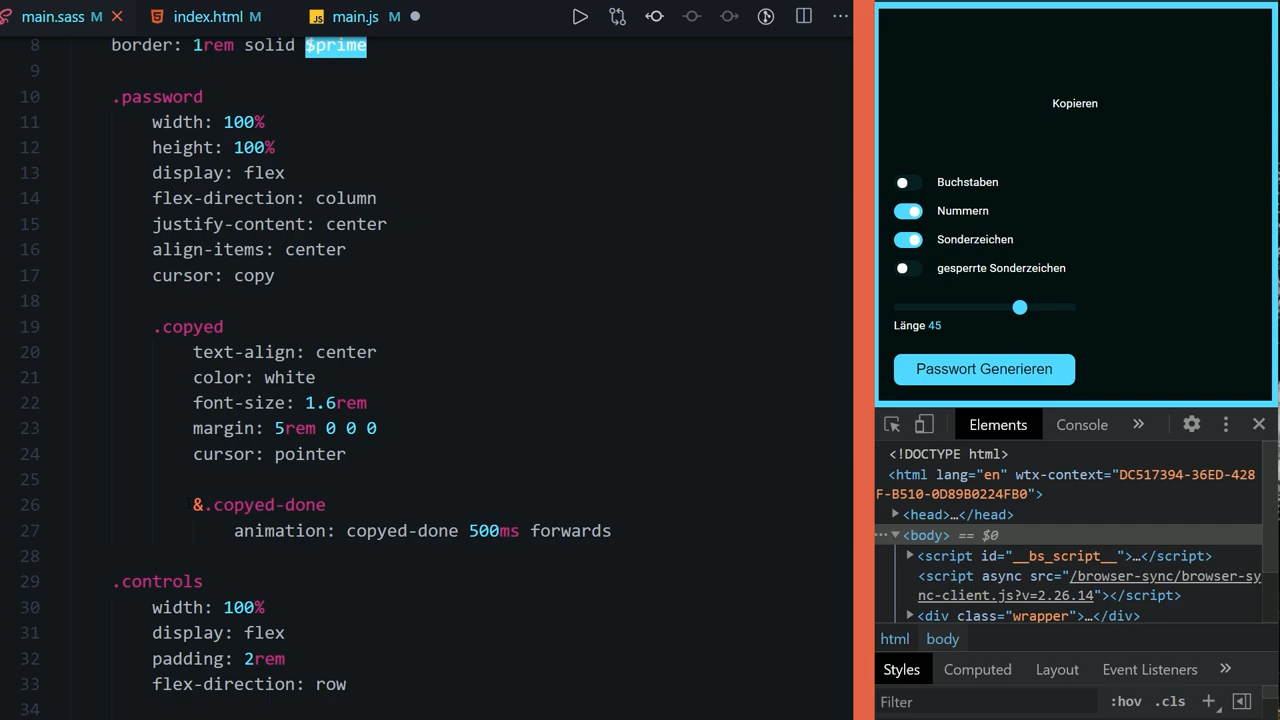 main.sass M
index.html M
JS main.js M
8 border: 1rem solid $prime
9
10 .password
11 width: 100%
12 height: 100%
13 display: flex
14 flex-direction: column
15 justify-content: center
16 align-items: center
17 cursor: copy
18
19 .copyed
20 text-align: center
21 color: white
22 font-size: 1.6rem
23 margin: 5rem 0 0 0
24 cursor: pointer
25
26 &.copyed-done
27 animation: copyed-done 500ms forwards
28
29 .controls
30 width: 100%
31 display: flex
32 padding: 2rem
33 flex-direction: row
34
Kopieren
Buchstaben
Nummern
Sonderzeichen
gesperrte Sonderzeichen
Länge 45
Passwort Generieren
Elements Console »
<!DOCTYPE html>
<html lang="en" wtx-context="DC517394-36ED-428
F-B510-0D89B0224FB0">
<head>…</head>
<body> == $0
<script id="__bs_script__">…</script>
<script async src="/browser-sync/browser-sy
nc-client.js?v=2.26.14"></script>
<div class="wrapper">…</div>
html body
Styles Computed Layout Event Listeners »
Filter :hov .cls +